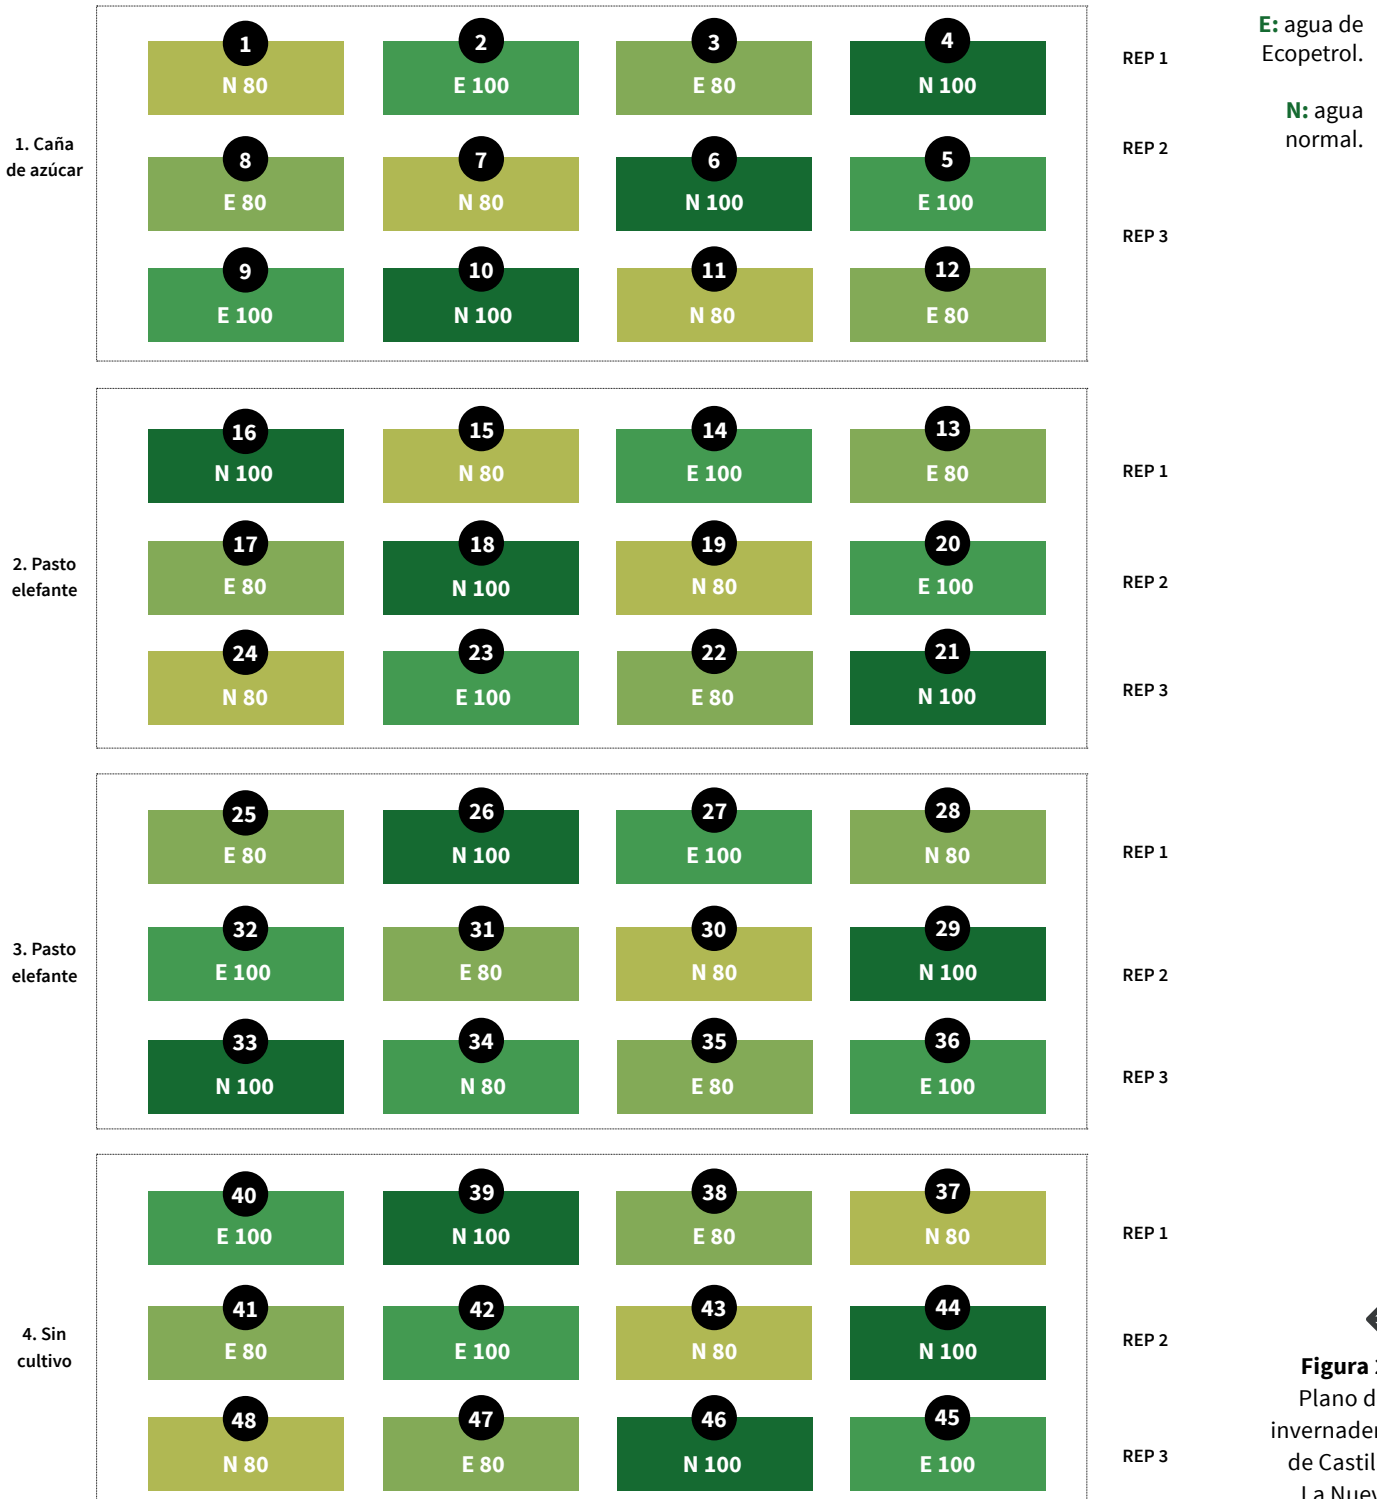 E: agua de
Ecopetrol.
N: agua
normal.
1. Caña
de azúcar
1 2 3 4
N 80 E 100 E 80 N 100
REP 1
8 7 6 5
E 80 N 80 N 100 E 100
REP 2
9 10 11 12
E 100 N 100 N 80 E 80
REP 3
2. Pasto
elefante
16 15 14 13
N 100 N 80 E 100 E 80
REP 1
17 18 19 20
E 80 N 100 N 80 E 100
REP 2
24 23 22 21
N 80 E 100 E 80 N 100
REP 3
3. Pasto
elefante
25 26 27 28
E 80 N 100 E 100 N 80
REP 1
32 31 30 29
E 100 E 80 N 80 N 100
REP 2
33 34 35 36
N 100 N 80 E 80 E 100
REP 3
4. Sin
cultivo
40 39 38 37
E 100 N 100 E 80 N 80
REP 1
41 42 43 44
E 80 E 100 N 80 N 100
REP 2
48 47 46 45
N 80 E 80 N 100 E 100
REP 3
Figura
Plano d
invernader
de Castil
La Nuev